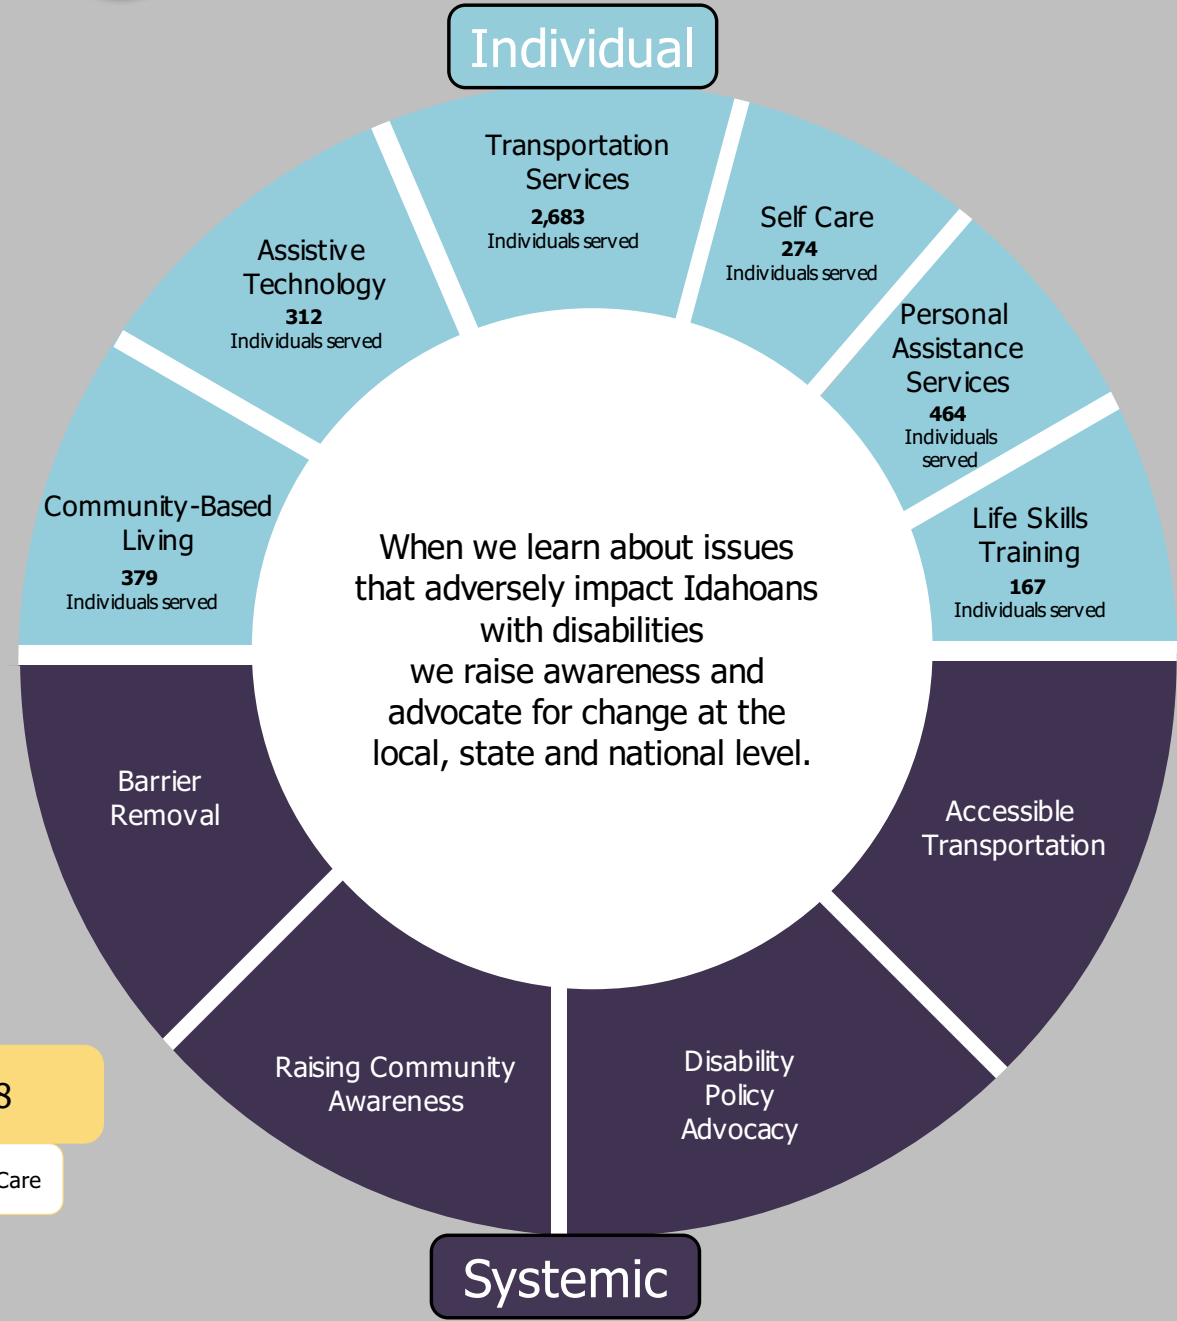 Individual
Transportation
Services
2,683
Individuals served
Self Care
274
Individuals served
Assistive
Technology
312
Individuals served
Personal
Assistance
Services
464
Individuals
served
Community-Based
Living
379
Individuals served
Life Skills
Training
167
Individuals served
When we learn about issues
that adversely impact Idahoans
with disabilities
we raise awareness and
advocate for change at the
local, state and national level.
Barrier
Removal
Accessible
Transportation
Raising Community
Awareness
Disability
Policy
Advocacy
8
Care
Systemic